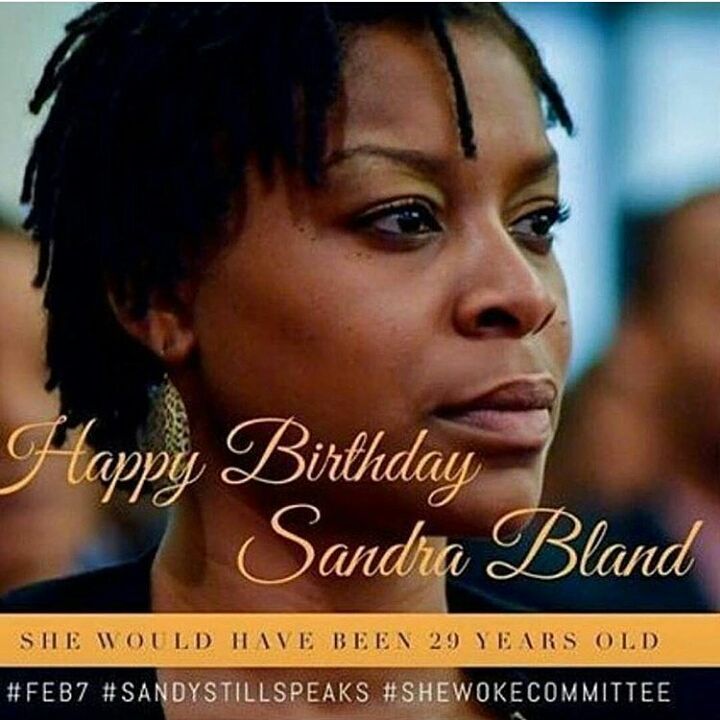 Happy Birthday
Sandra Bland
SHE WOULD HAVE BEEN 29 YEARS OLD
#FEB7 #SANDYSTILLSPEAKS #SHEWOKECOMMITTEE